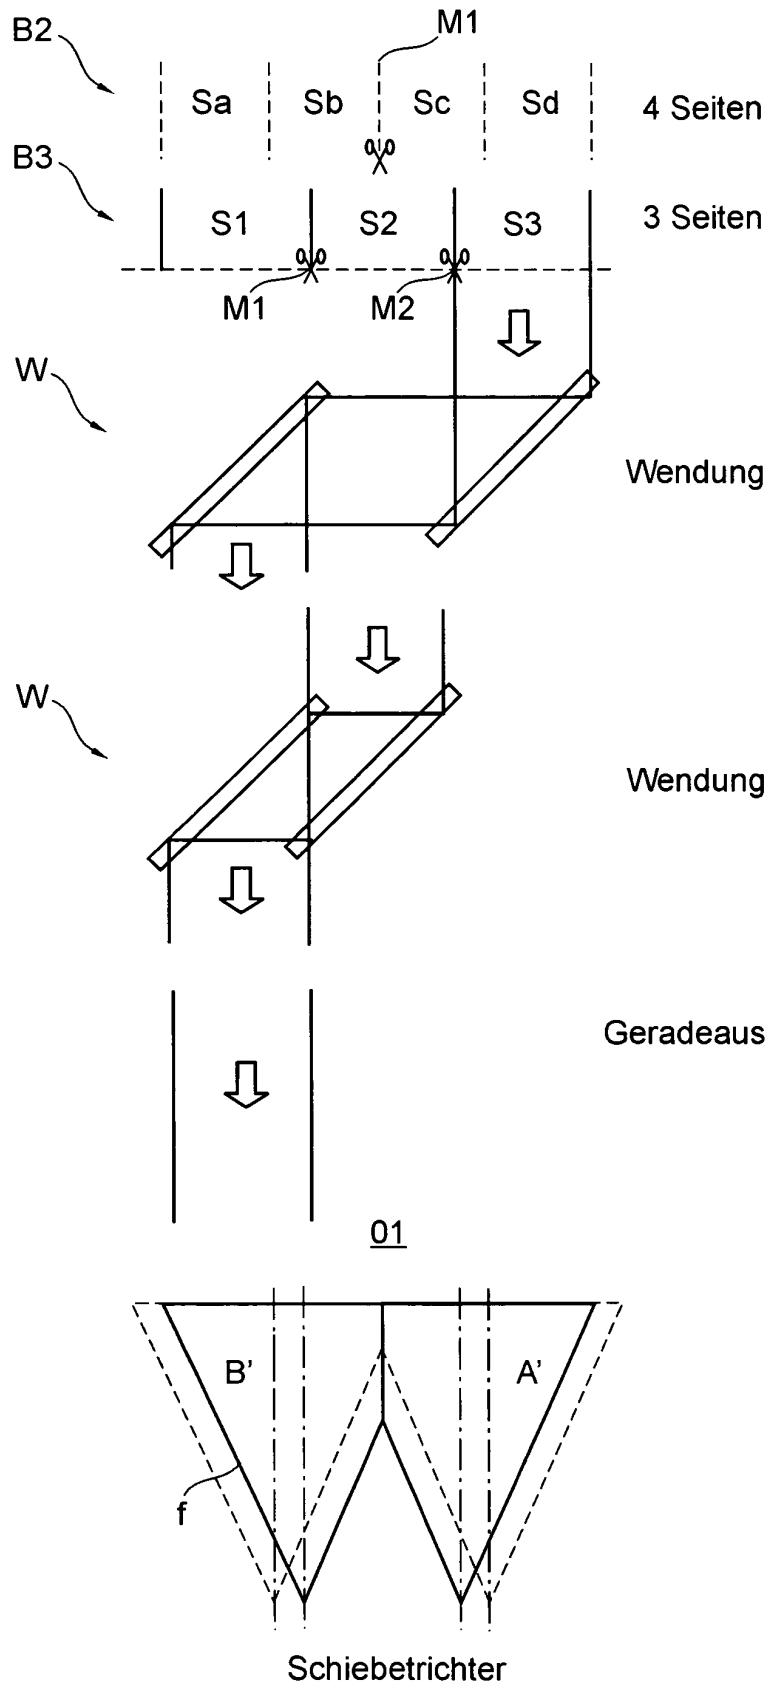 M1
B2
Sa Sb Sc Sd 4 Seiten
B3
S1 S2 S3 3 Seiten
M1 M2
W
Wendung
W
Wendung
Geradeaus
01
B' A'
f
Schiebetrichter